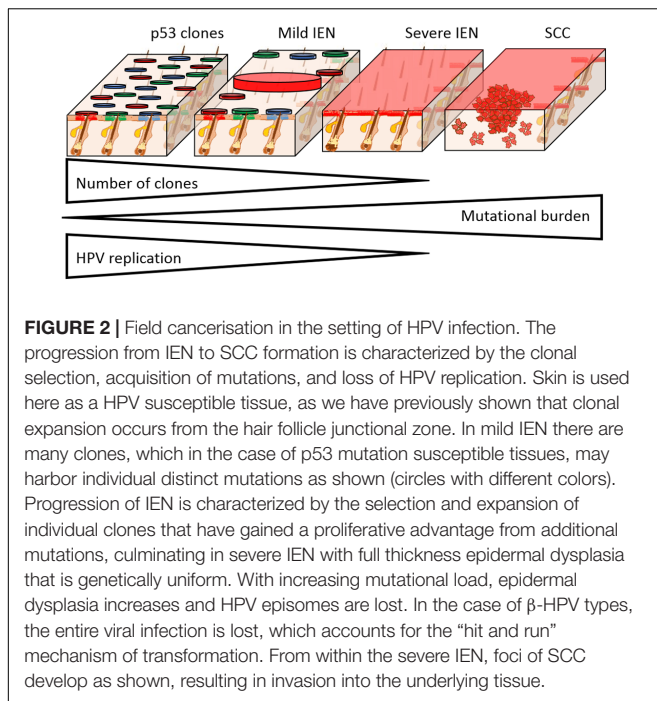 p53 clones Mild IEN Severe IEN SCC
Number of clones
Mutational burden
HPV replication
FIGURE 2 | Field cancerisation in the setting of HPV infection. The
progression from IEN to SCC formation is characterized by the clonal
selection, acquisition of mutations, and loss of HPV replication. Skin is used
here as a HPV susceptible tissue, as we have previously shown that clonal
expansion occurs from the hair follicle junctional zone. In mild IEN there are
many clones, which in the case of p53 mutation susceptible tissues, may
harbor individual distinct mutations as shown (circles with different colors).
Progression of IEN is characterized by the selection and expansion of
individual clones that have gained a proliferative advantage from additional
mutations, culminating in severe IEN with full thickness epidermal dysplasia
that is genetically uniform. With increasing mutational load, epidermal
dysplasia increases and HPV episomes are lost. In the case of β-HPV types,
the entire viral infection is lost, which accounts for the “hit and run”
mechanism of transformation. From within the severe IEN, foci of SCC
develop as shown, resulting in invasion into the underlying tissue.